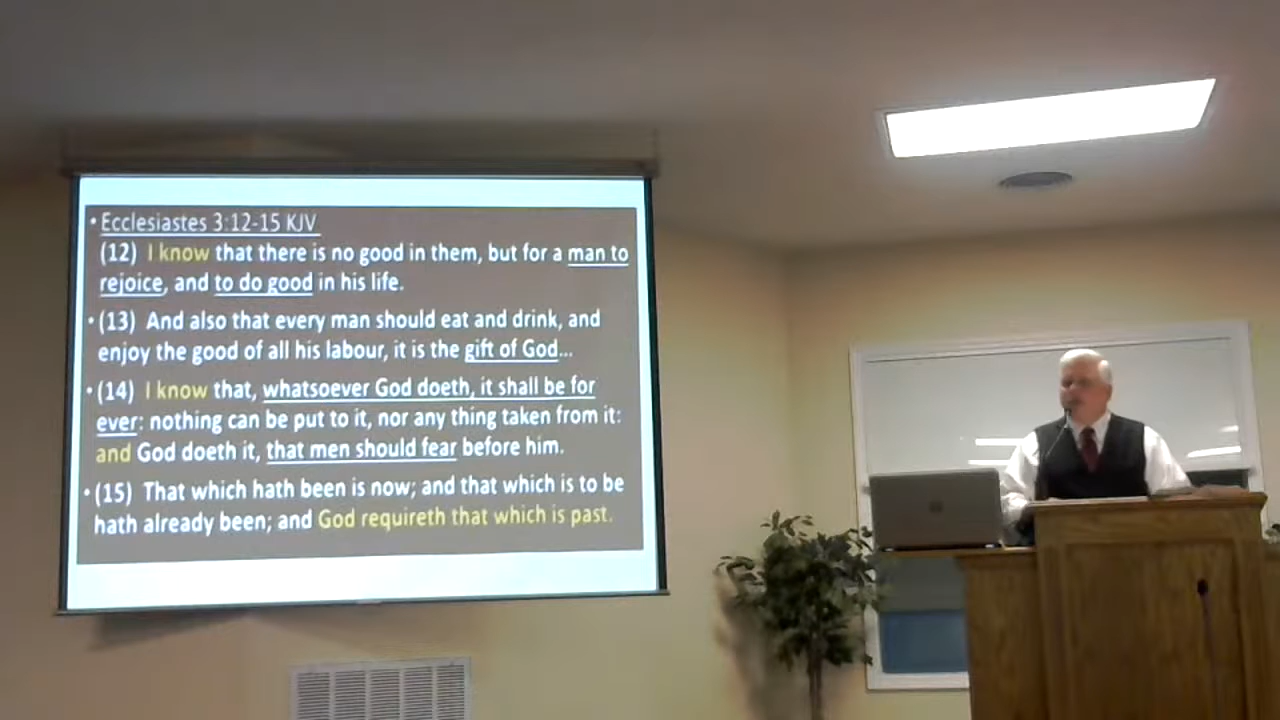 • Ecclesiastes 3:12-15 KJV
(12) I know that there is no good in them, but for a man to
rejoice, and to do good in his life.
• (13) And also that every man should eat and drink, and
enjoy the good of all his labour, it is the gift of God...
• (14) I know that, whatsoever God doeth, it shall be for
ever: nothing can be put to it, nor any thing taken from it:
and God doeth it, that men should fear before him.
• (15) That which hath been is now; and that which is to be
hath already been; and God requireth that which is past.